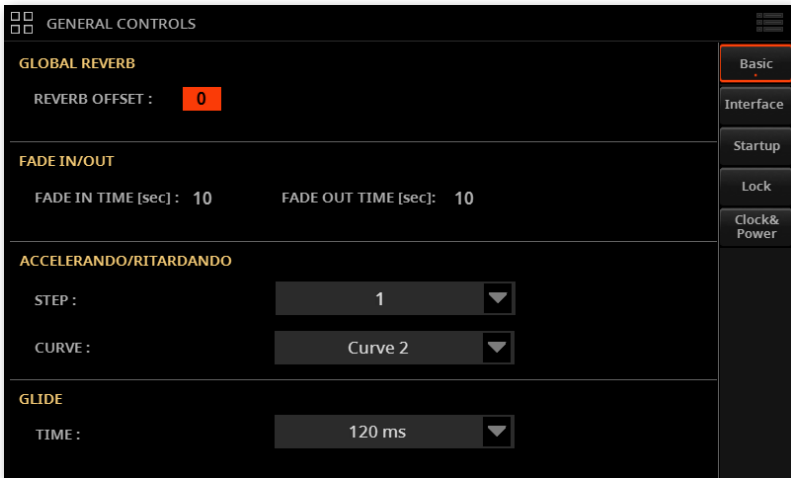 GENERAL CONTROLS
GLOBAL REVERB
REVERB OFFSET : 0
FADE IN/OUT
FADE IN TIME [sec] : 10 FADE OUT TIME [sec]: 10
ACCELERANDO/RITARDANDO
STEP : 1
CURVE : Curve 2
GLIDE
TIME : 120 ms
Basic
Interface
Startup
Lock
Clock&
Power